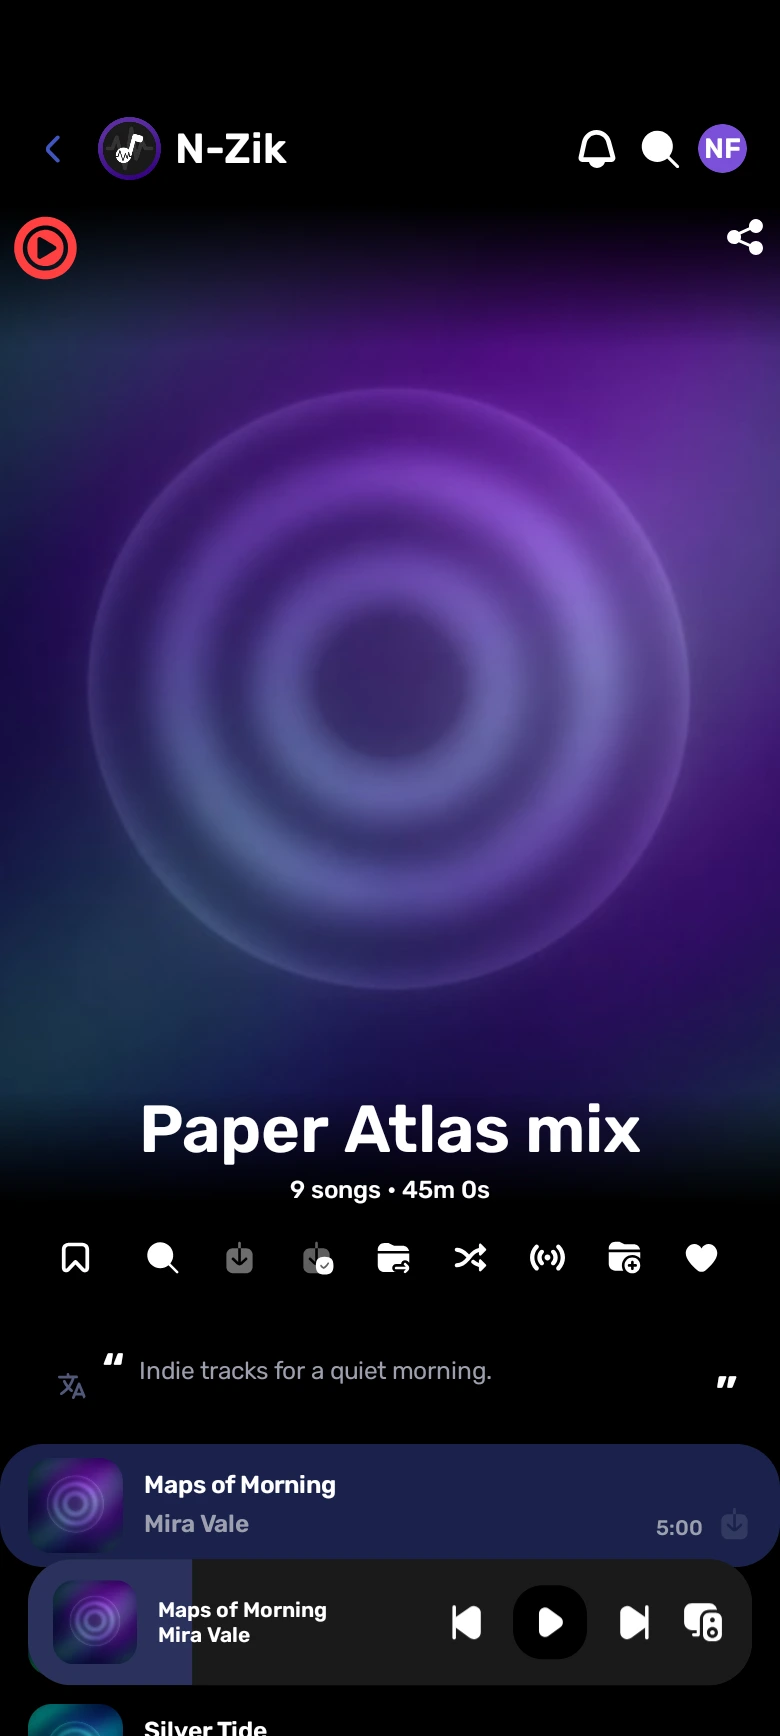 N-Zik
NF
Paper Atlas mix
9 songs • 45m 0s
“ Indie tracks for a quiet morning. ”
Maps of Morning
Mira Vale
5:00
Maps of Morning
Mira Vale
Silver Tide